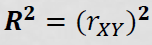 R² = (r_XY)²